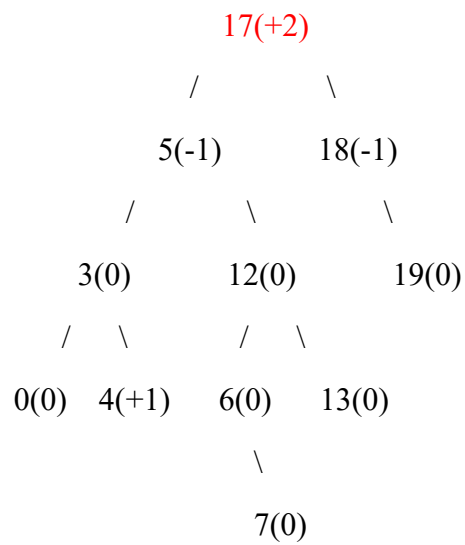 17(+2)
/ \
5(-1) 18(-1)
/ \ \
3(0) 12(0) 19(0)
/ \ / \
0(0) 4(+1) 6(0) 13(0)
\
7(0)